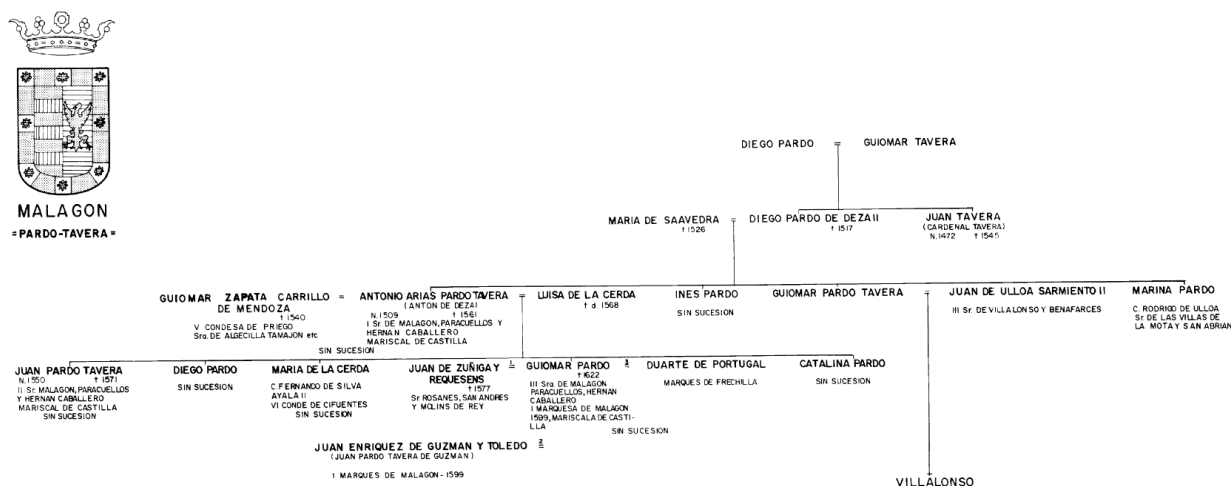 MALAGON
=PARDO-TAVERA=
DIEGO PARDO = GUIOMAR TAVERA
MARIA DE SAAVEDRA = DIEGO PARDO DE DEZA II
† 1526
† 1517
JUAN TAVERA
(CARDENAL TAVERA)
N.1472 † 1545
GUIOMAR ZAPATA CARRILLO =
DE MENDOZA
† 1540
V CONDESA DE PRIEGO
Sra. DE ALGECILLA TAMAJON etc
SIN SUCESION
ANTONIO ARIAS PARDO TAVERA =
(ANTON DE DEZA)
N.1509 † 1561
I Sr. DE MALAGON, PARACUELLOS Y
HERNAN CABALLERO
MARISCAL DE CASTILLA
LUISA DE LA CERDA
† d. 1568
INES PARDO
SIN SUCESION
GUIOMAR PARDO TAVERA =
JUAN DE ULLOA SARMIENTO II
III Sr. DE VILLALONSO Y BENAFARCES
MARINA PARDO
C. RODRIGO DE ULLOA
Sr. DE LAS VILLAS DE
LA MOTA Y SAN ABRIAN
JUAN PARDO TAVERA
N.1550 † 1571
II Sr. MALAGON, PARACUELLOS
Y HERNAN CABALLERO
MARISCAL DE CASTILLA
SIN SUCESION
DIEGO PARDO
SIN SUCESION
MARIA DE LA CERDA
C. FERNANDO DE SILVA
AYALA II
VI CONDE DE CIFUENTES
SIN SUCESION
JUAN DE ZUÑIGA Y 1=
REQUESENS
† 1577
Sr. ROSANES, SAN ANDRES
Y MOLINS DE REY
GUIOMAR PARDO 3=
† 1622
III Sra. DE MALAGON
PARACUELLOS, HERNAN
CABALLERO
I MARQUESA DE MALAGON
1599, MARISCALA DE CASTI-
LLA
SIN SUCESION
DUARTE DE PORTUGAL
MARQUES DE FRECHILLA
CATALINA PARDO
SIN SUCESION
JUAN ENRIQUEZ DE GUZMAN Y TOLEDO 2=
(JUAN PARDO TAVERA DE GUZMAN)
I MARQUES DE MALAGON - 1599
VILLALONSO